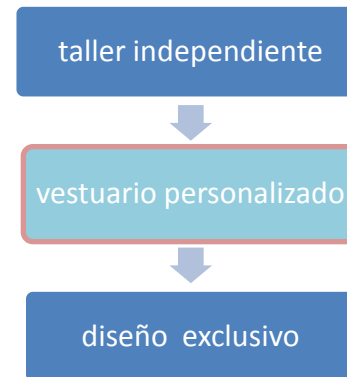 taller independiente
vestuario personalizado
diseño exclusivo